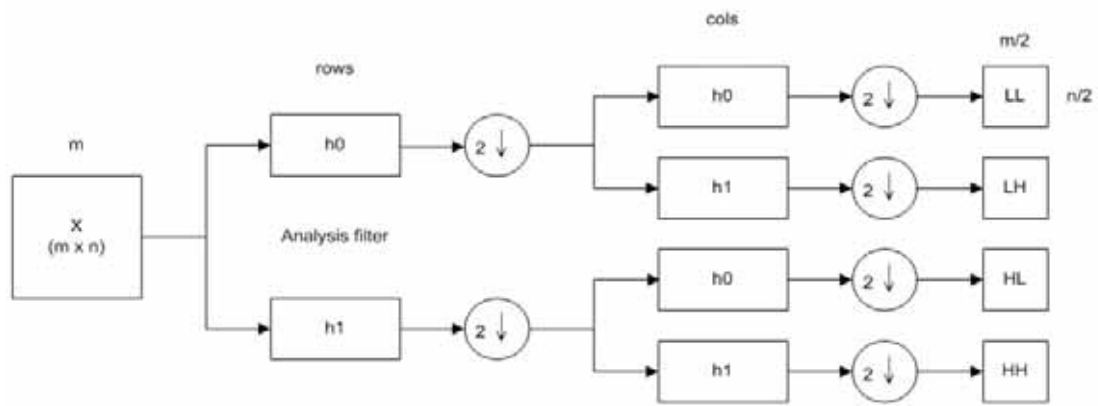 cols
m/2
rows
h0
2 ↓
LL
n/2
m
h0
2 ↓
h1
2 ↓
LH
X
(m x n)
Analysis filter
h0
2 ↓
HL
h1
2 ↓
h1
2 ↓
HH